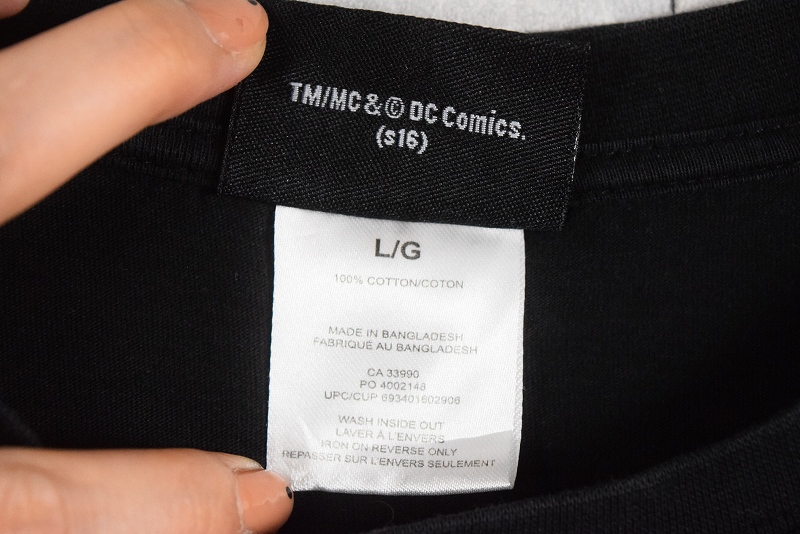 TM/MC & © DC Comics.
(s16)
L/G
100% COTTON/COTON
MADE IN BANGLADESH
FABRIQUE AU BANGLADESH
CA 33990
PO 4002148
UPC/CUP 693401602906
WASH INSIDE OUT
LAVER À L'ENVERS
IRON ON REVERSE ONLY
REPASSER SUR L'ENVERS SEULEMENT